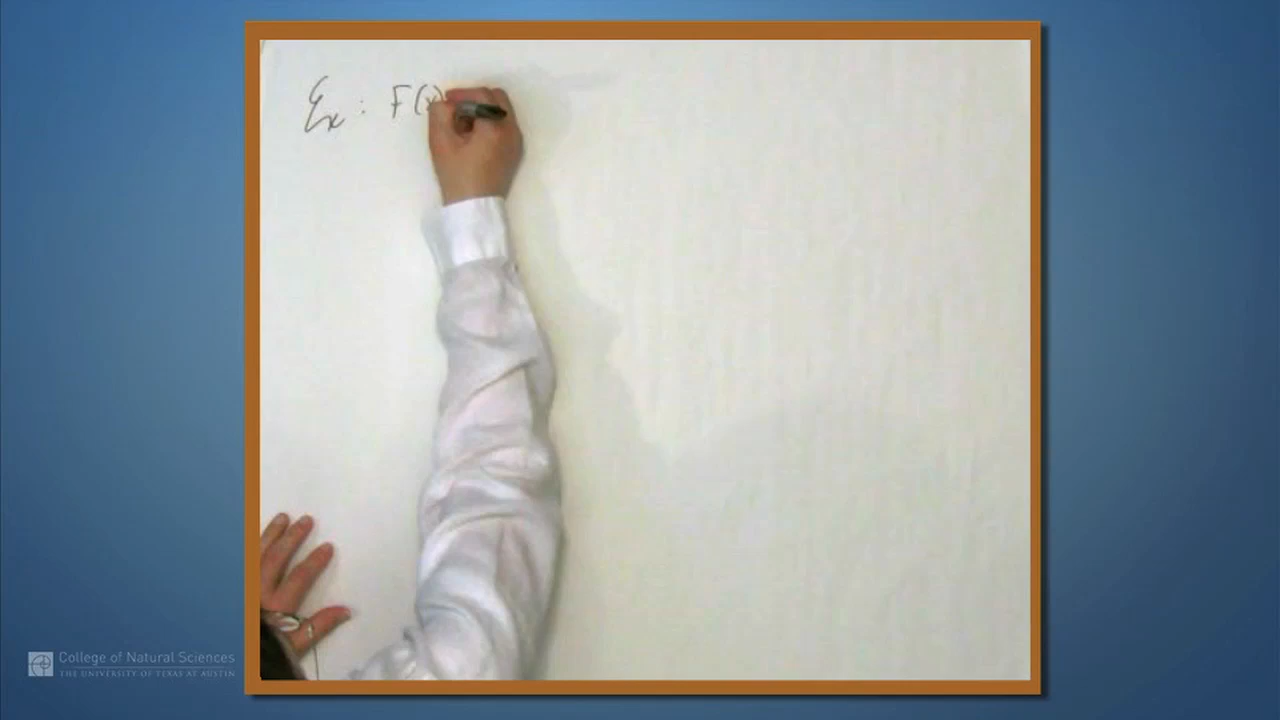 Ex : F(x)
College of Natural Sciences
THE UNIVERSITY OF TEXAS AT AUSTIN